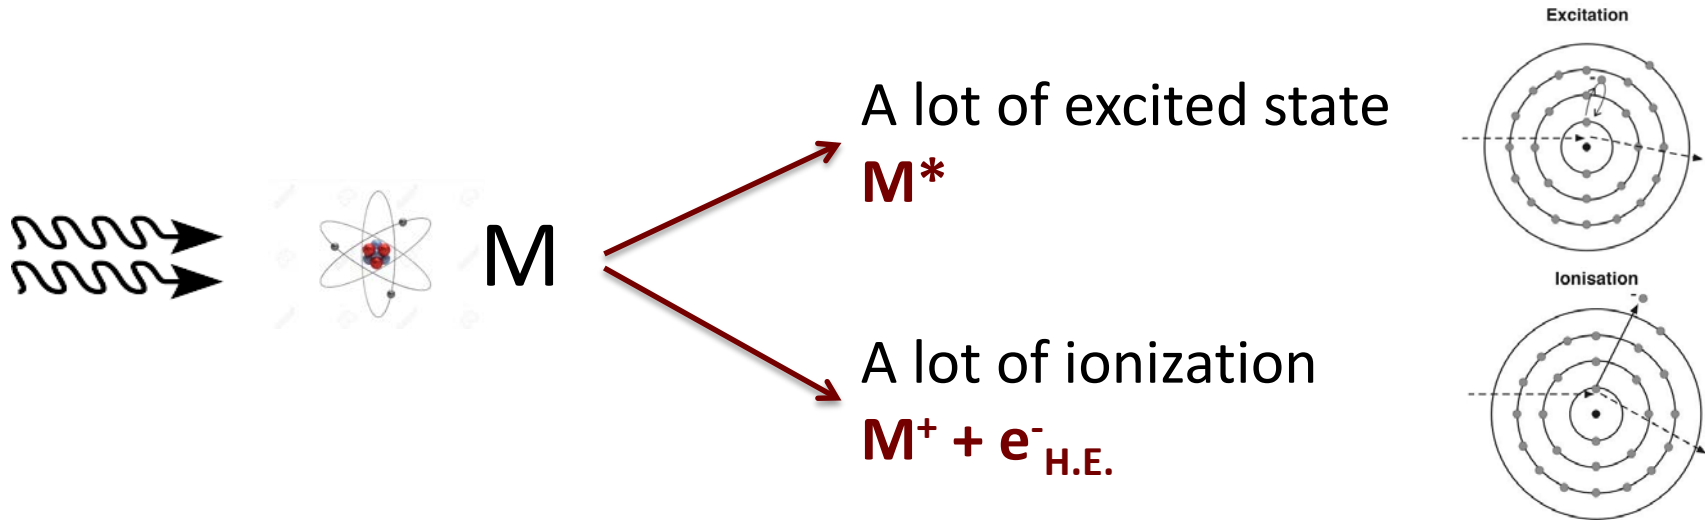 Excitation
A lot of excited state
M*
M
Ionisation
A lot of ionization
M⁺ + e⁻H.E.